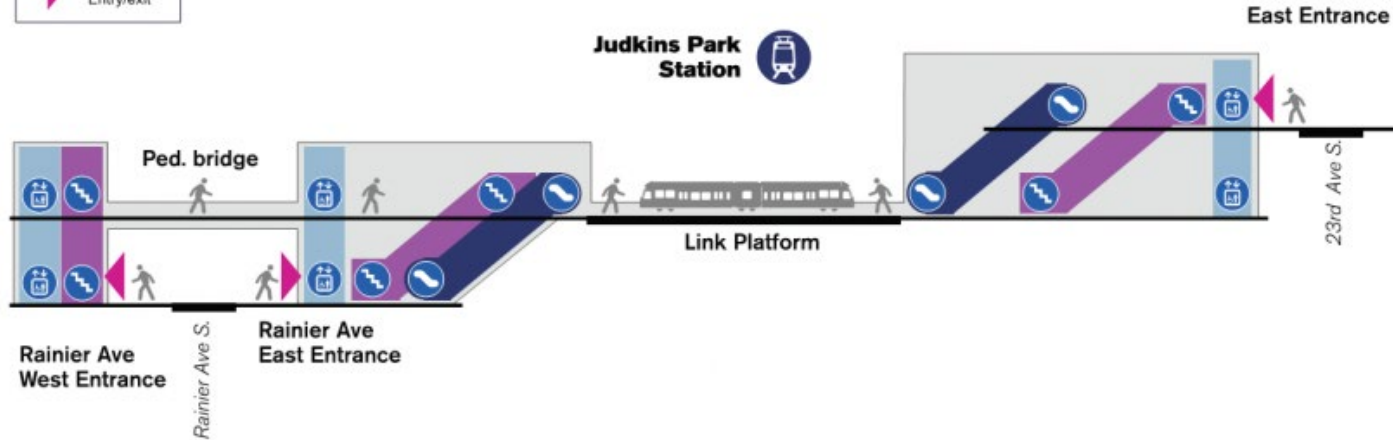 Entry/exit
East Entrance
Judkins Park
Station
Ped. bridge
Link Platform
23rd Ave S.
Rainier Ave
West Entrance
Rainier Ave S.
Rainier Ave
East Entrance